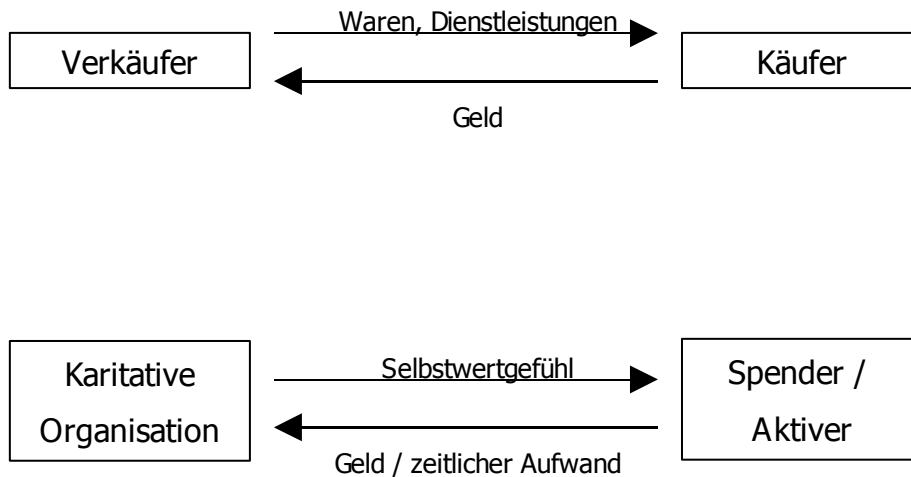 Waren, Dienstleistungen
Verkäufer
Käufer
Geld
Karitative
Organisation
Selbstwertgefühl
Spender /
Aktiver
Geld / zeitlicher Aufwand